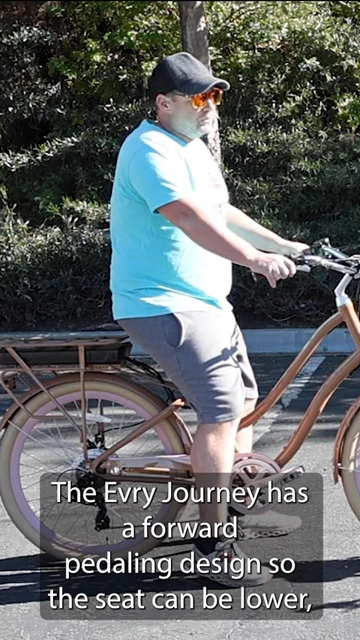 The Evry Journey has
a forward
pedaling design so
the seat can be lower,